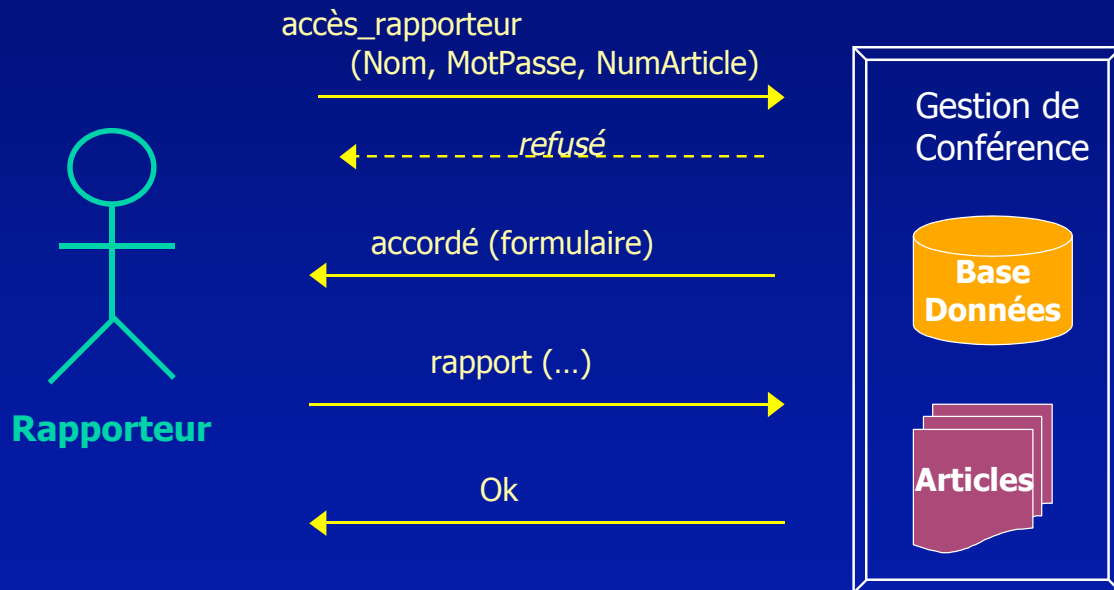 accès_rapporteur
(Nom, MotPasse, NumArticle)
refusé
accordé (formulaire)
rapport (…)
Ok
Rapporteur
Gestion de
Conférence
Base
Données
Articles